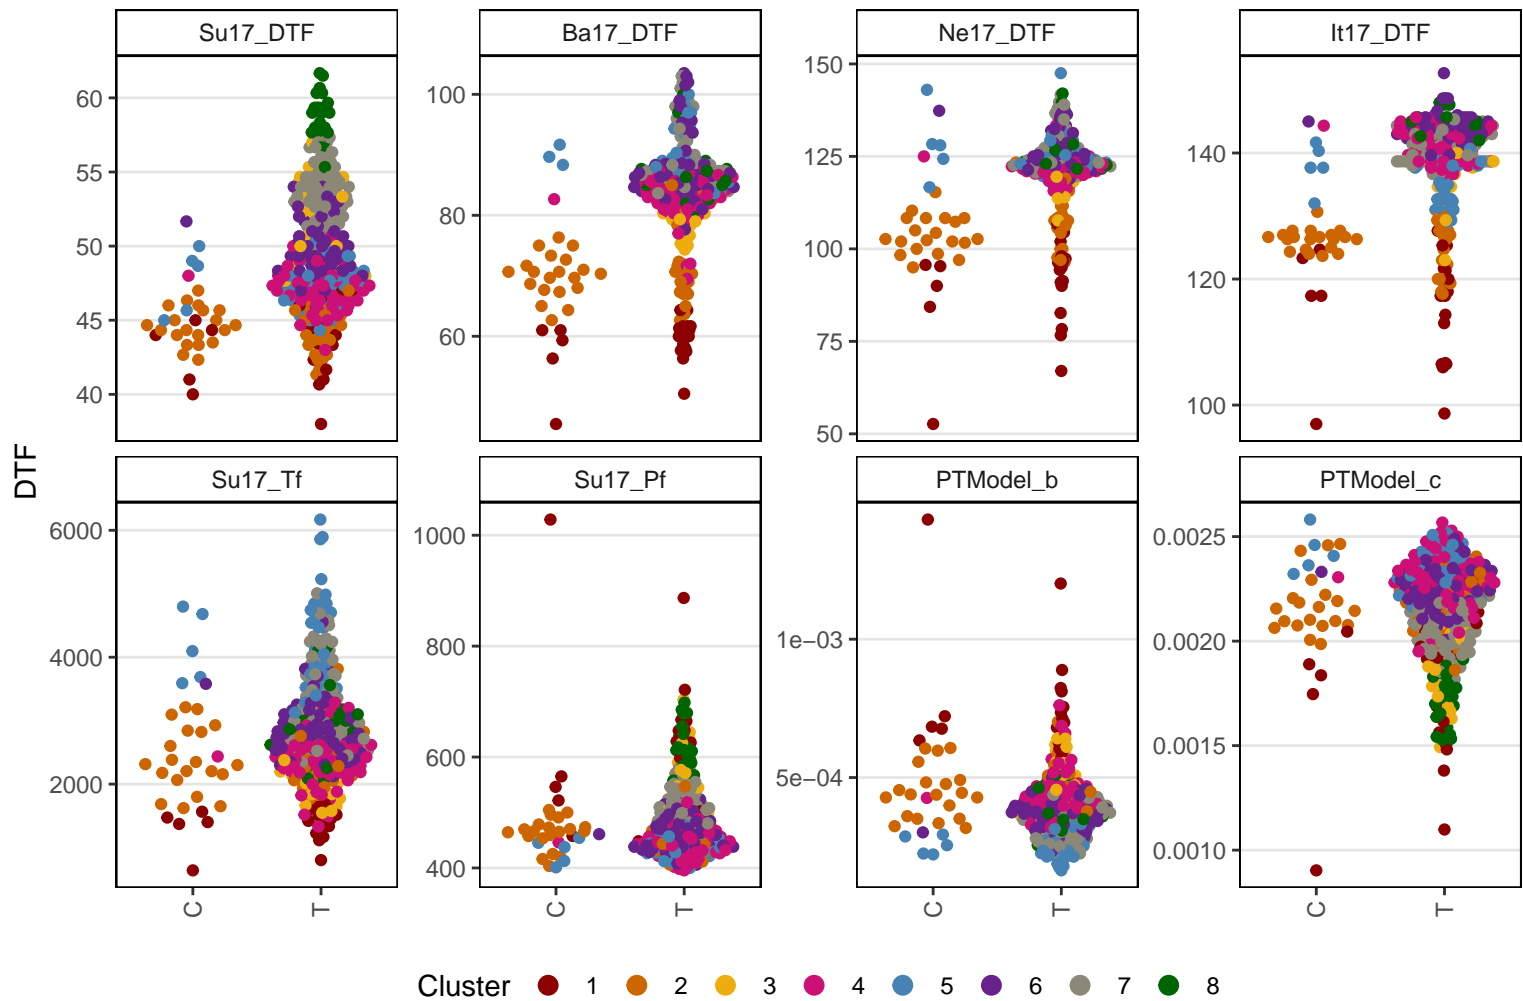 Su17_DTF
Ba17_DTF
Ne17_DTF
It17_DTF
60
55
50
45
40
100
80
60
150
125
100
75
50
140
120
100
DTF
Su17_Tf
Su17_Pf
PTModel_b
PTModel_c
6000
4000
2000
1000
800
600
400
1e−03
5e−04
0.0025
0.0020
0.0015
0.0010
C T C T C T C T
Cluster 1 2 3 4 5 6 7 8